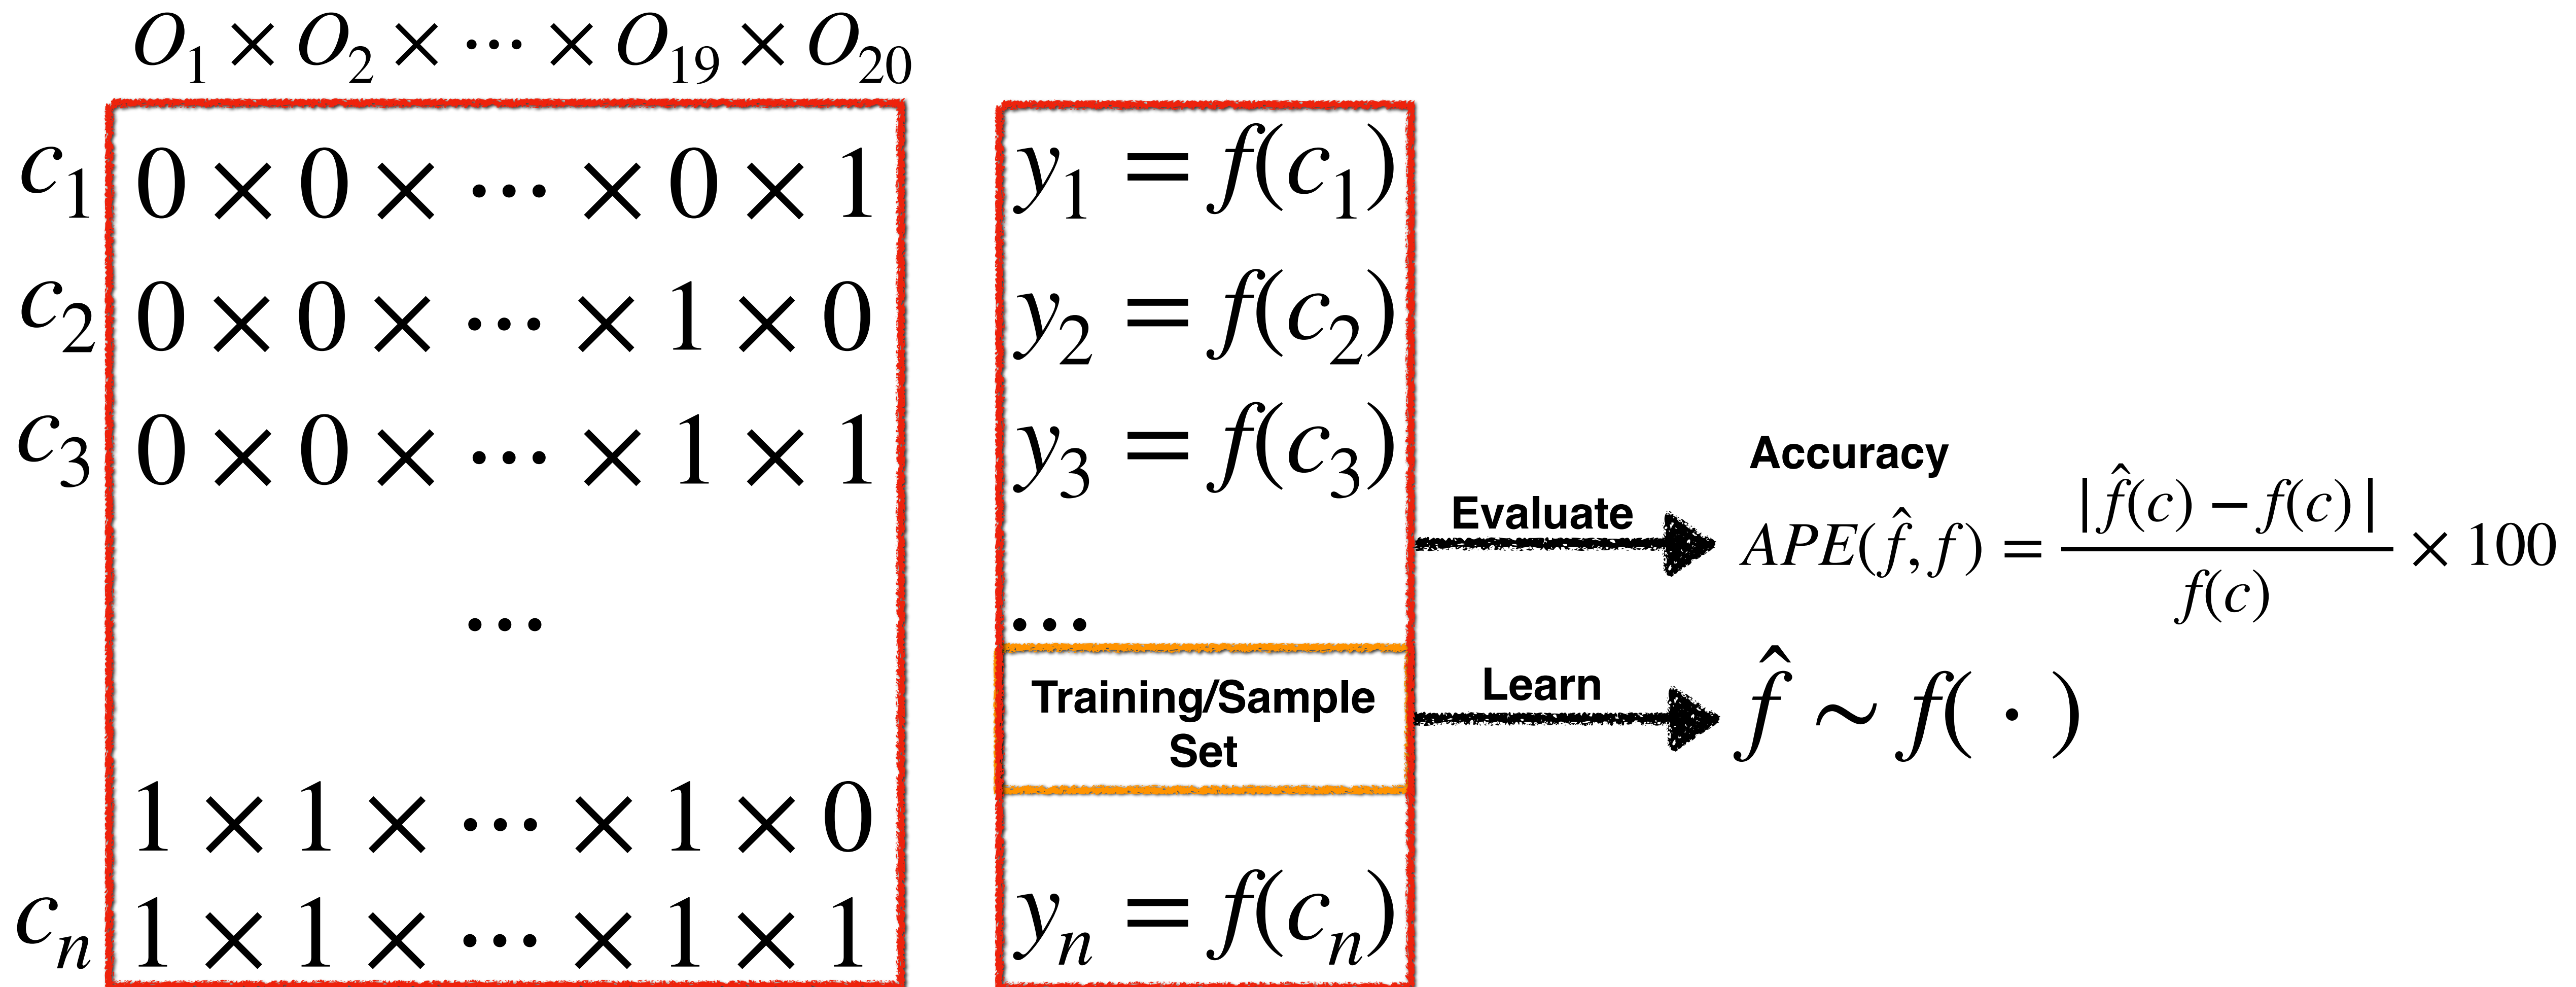 O₁ × O₂ × ⋯ × O₁₉ × O₂₀
c₁ 0 × 0 × ⋯ × 0 × 1
y₁ = f(c₁)
c₂ 0 × 0 × ⋯ × 1 × 0
y₂ = f(c₂)
c₃ 0 × 0 × ⋯ × 1 × 1
y₃ = f(c₃)
⋯
...
1 × 1 × ⋯ × 1 × 0
cₙ 1 × 1 × ⋯ × 1 × 1
yₙ = f(cₙ)
Training/Sample
Set
Evaluate
Accuracy
APE(f̂, f) = |f̂(c) − f(c)| / f(c) × 100
Learn
f̂ ∼ f( · )